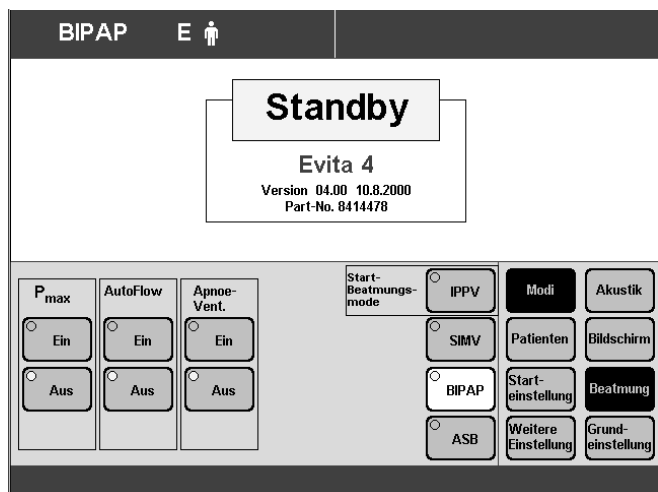 BIPAP E
Standby
Evita 4
Version 04.00 10.8.2000
Part-No. 8414478
Pmax
Ein
Aus
AutoFlow
Ein
Aus
Apnoe-
Vent.
Ein
Aus
Start-
Beatmungs-
mode
IPPV
SIMV
BIPAP
ASB
Modi
Akustik
Patienten
Bildschirm
Start-
einstellung
Beatmung
Weitere
Einstellung
Grund-
einstellung